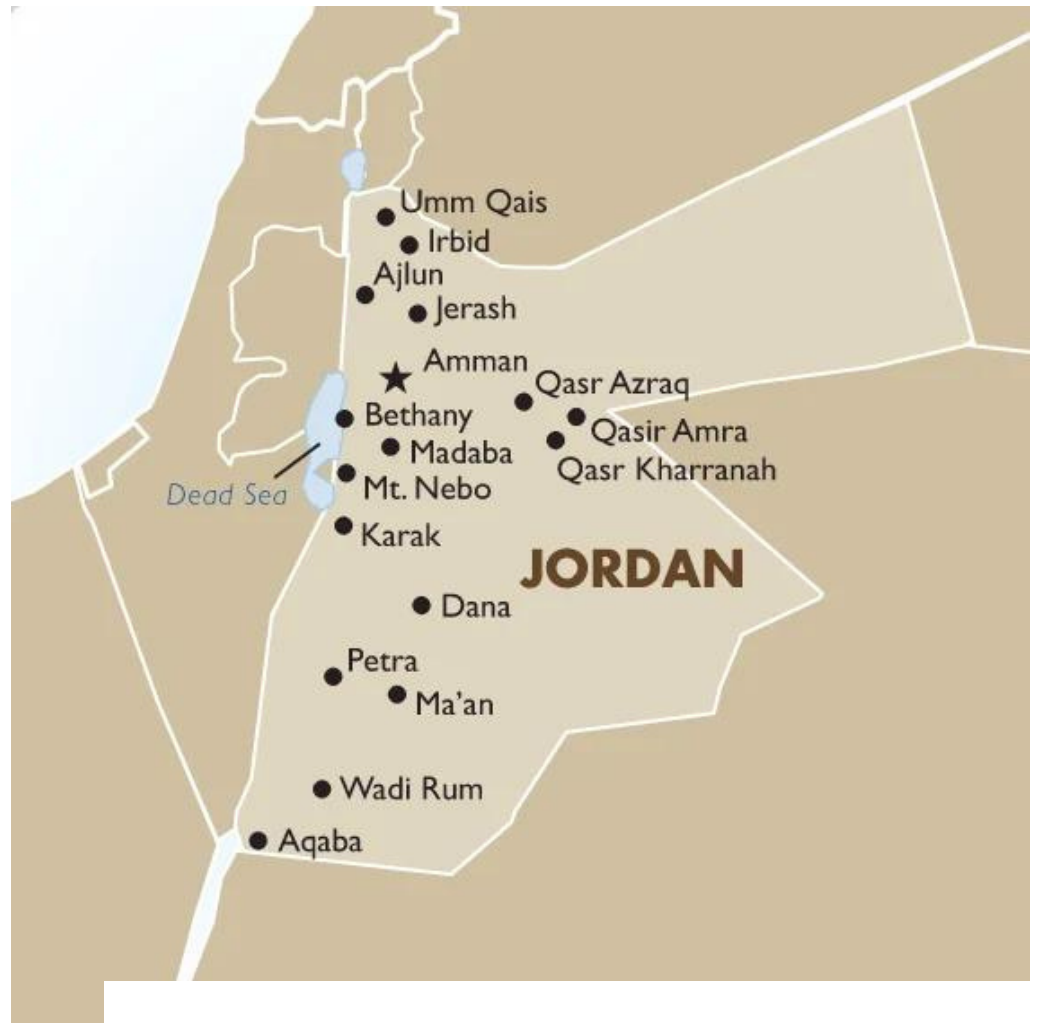 Umm Qais
Irbid
Ajlun
Jerash
Amman
Qasr Azraq
Bethany
Qasir Amra
Madaba
Qasr Kharranah
Mt. Nebo
Dead Sea
Karak
JORDAN
Dana
Petra
Ma’an
Wadi Rum
Aqaba